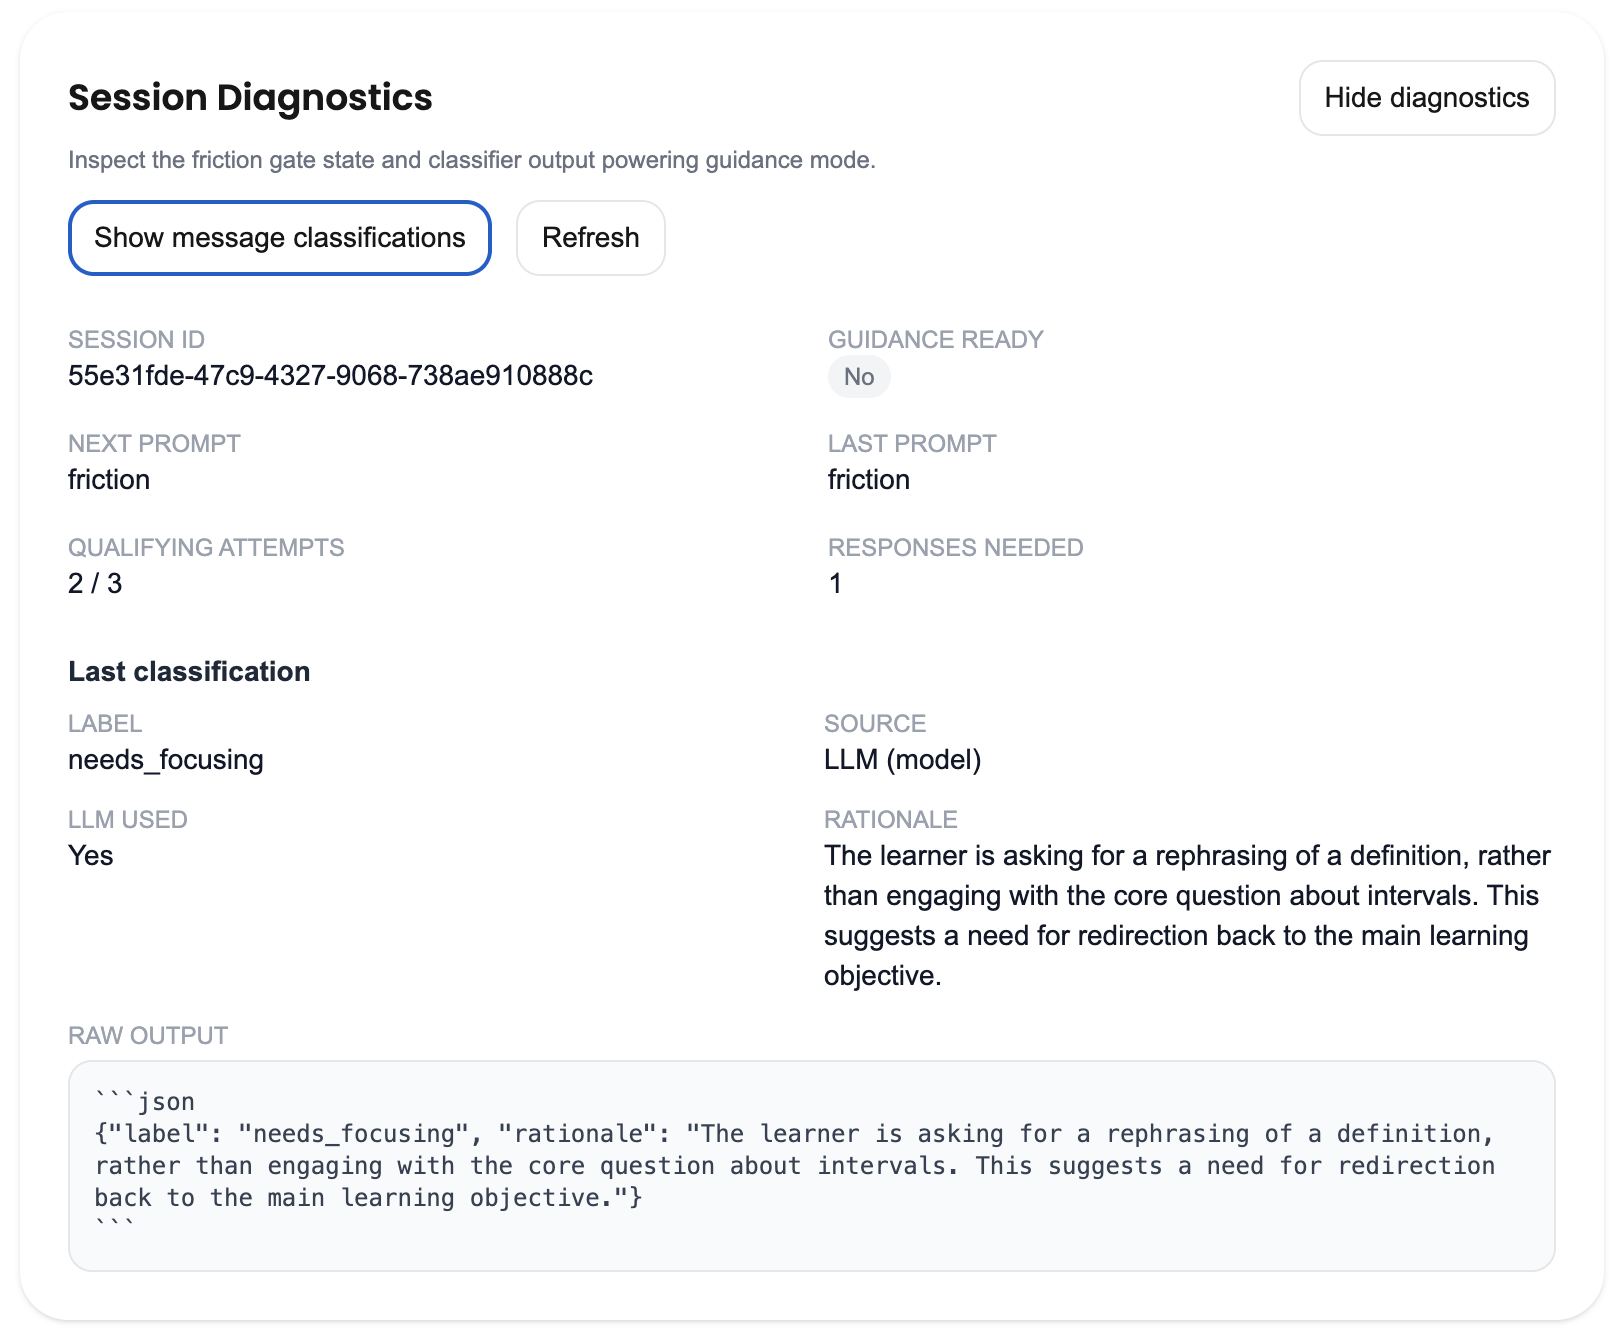 Session Diagnostics
Hide diagnostics
Inspect the friction gate state and classifier output powering guidance mode.
Show message classifications
Refresh
SESSION ID
55e31fde-47c9-4327-9068-738ae910888c
GUIDANCE READY
No
NEXT PROMPT
friction
LAST PROMPT
friction
QUALIFYING ATTEMPTS
2 / 3
RESPONSES NEEDED
1
Last classification
LABEL
needs_focusing
SOURCE
LLM (model)
LLM USED
Yes
RATIONALE
The learner is asking for a rephrasing of a definition, rather
than engaging with the core question about intervals. This
suggests a need for redirection back to the main learning
objective.
RAW OUTPUT
```json
{"label": "needs_focusing", "rationale": "The learner is asking for a rephrasing of a definition,
rather than engaging with the core question about intervals. This suggests a need for redirection
back to the main learning objective."}
```